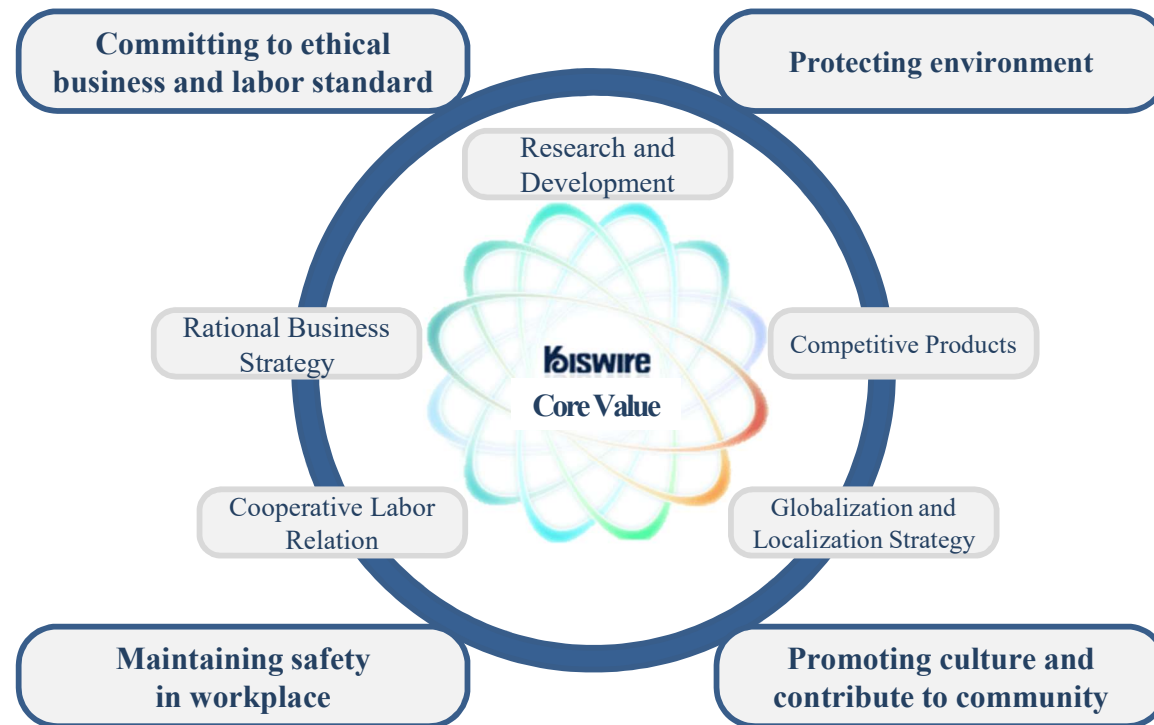 Committing to ethical
business and labor standard
Protecting environment
Research and
Development
Rational Business
Strategy
Competitive Products
KISWIRE
Core Value
Cooperative Labor
Relation
Globalization and
Localization Strategy
Maintaining safety
in workplace
Promoting culture and
contribute to community